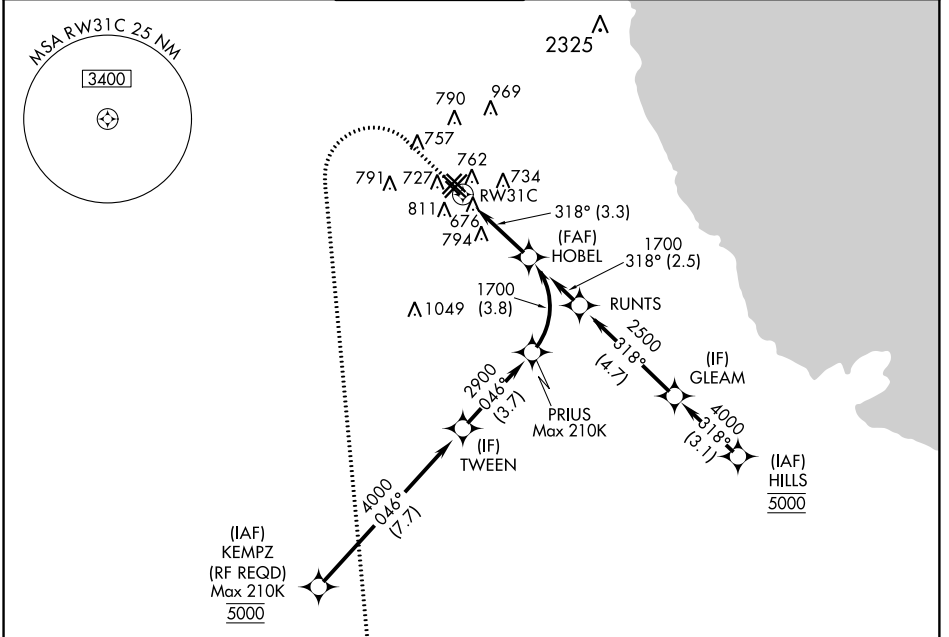 MSA RW31C 25 NM
3400
2325
969
790
757
762
791
727
734
RW31C
811
676
794
318° (3.3)
(FAF)
HOBEL
1700
318° (2.5)
1700
(3.8)
RUNTS
1049
2500
318°
(4.7)
(IF)
GLEAM
2900
046°
(3.7)
PRIUS
Max 210K
4000
318°
(3.1)
(IF)
TWEEN
(IAF)
HILLS
5000
4000
046°
(7.7)
(IAF)
KEMPZ
(RF REQD)
Max 210K
5000